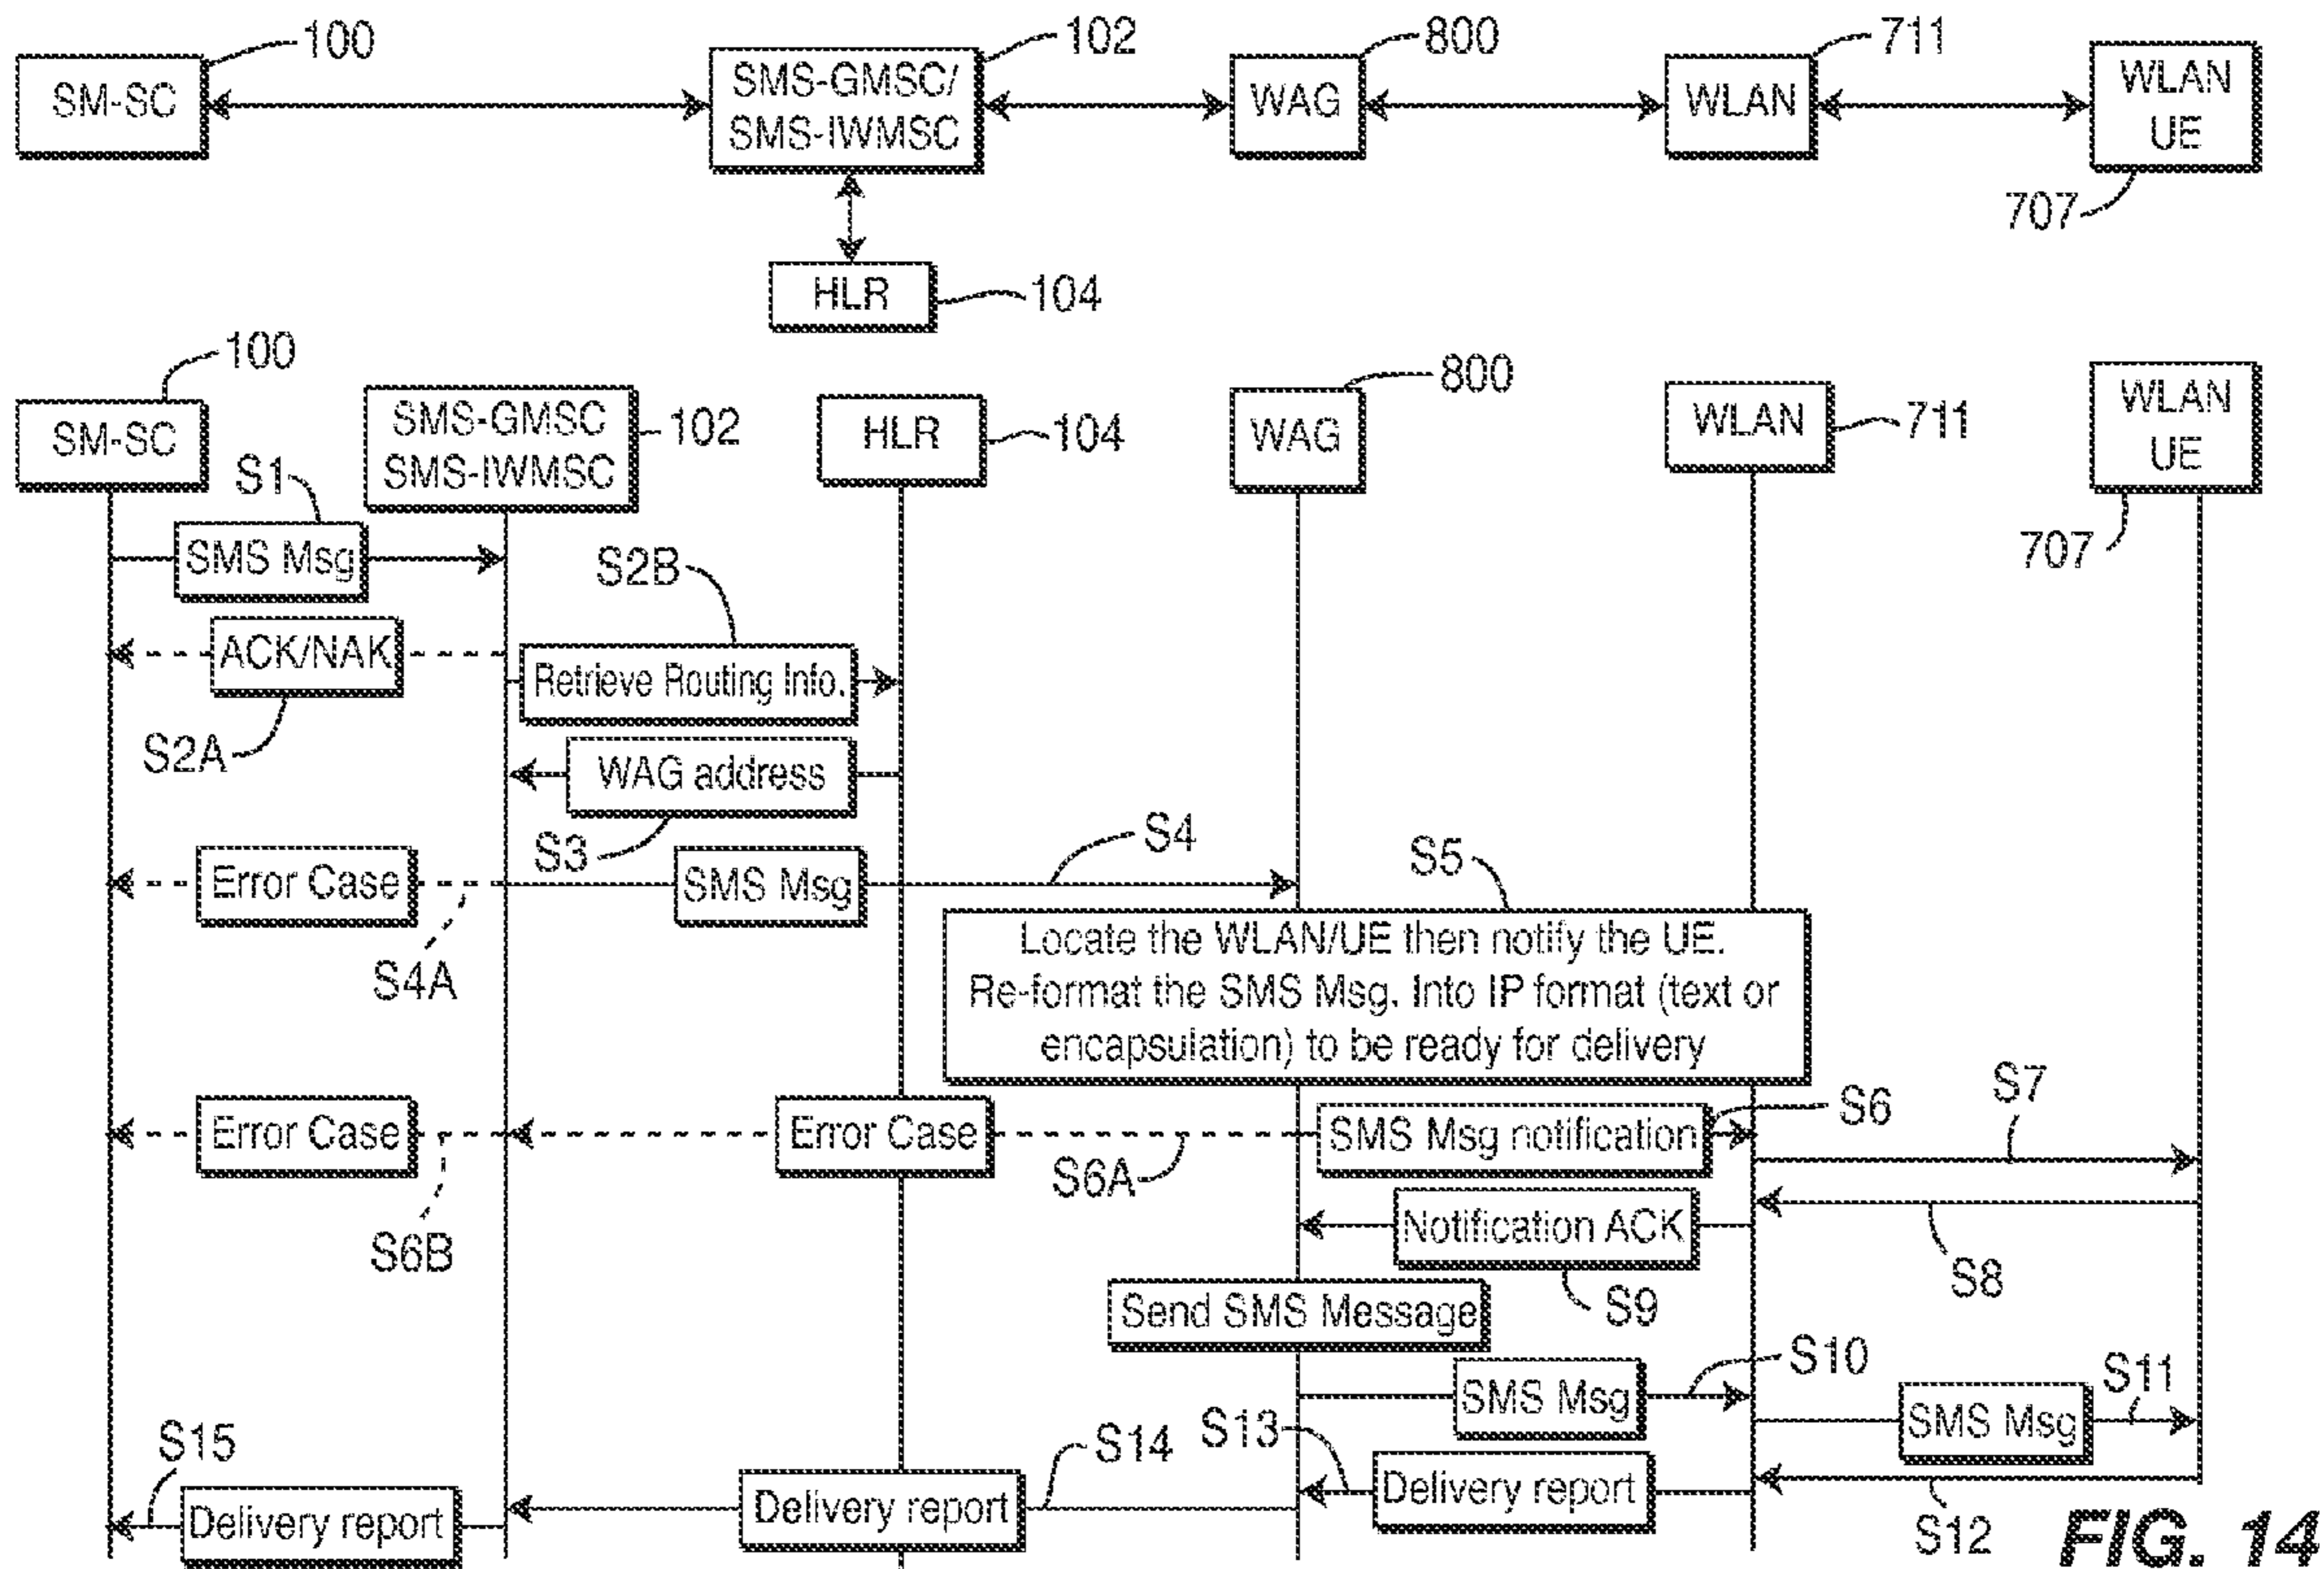 100
102
800
711
SM-SC
SMS-GMSC/
SMS-IWMSC
WAG
WLAN
WLAN
UE
707
HLR
104
100
800
SM-SC
SMS-GMSC
SMS-IWMSC
102
HLR
104
WAG
WLAN
711
WLAN
UE
707
S1
SMS Msg
S2B
ACK/NAK
Retrieve Routing Info.
S2A
WAG address
S3
S4
S5
Error Case
SMS Msg
S4A
Locate the WLAN/UE then notify the UE.
Re-format the SMS Msg. Into IP format (text or
encapsulation) to be ready for delivery
S7
S6
Error Case
Error Case
SMS Msg notification
S6A
S6B
Notification ACK
S8
S9
Send SMS Message
S10
SMS Msg
S11
SMS Msg
S15
S14
S13
Delivery report
Delivery report
Delivery report
S12
FIG. 14